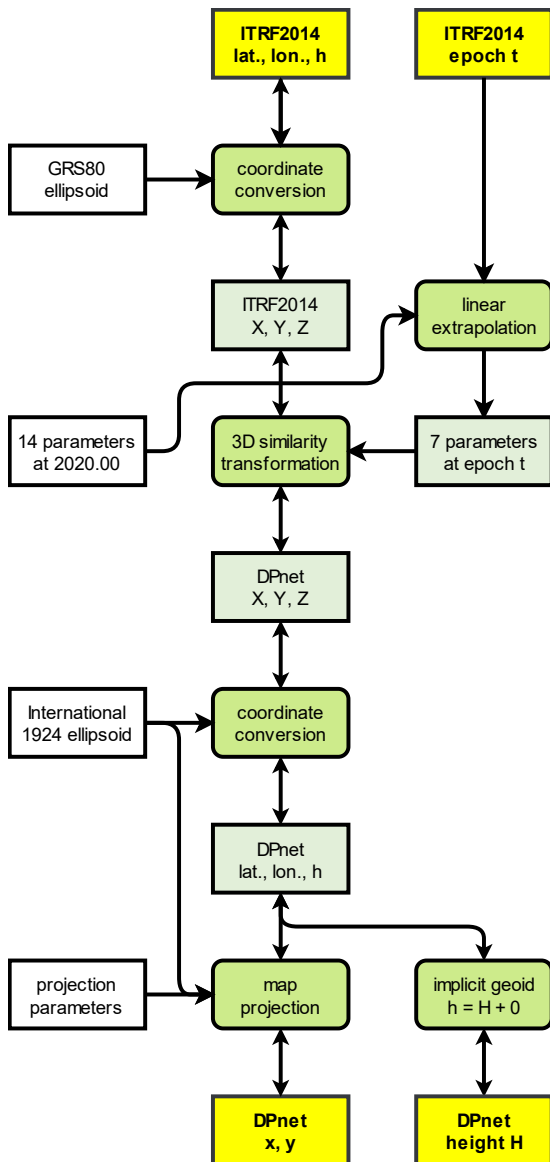 ITRF2014
lat., lon., h
ITRF2014
epoch t
GRS80
ellipsoid
coordinate
conversion
ITRF2014
X, Y, Z
linear
extrapolation
14 parameters
at 2020.00
3D similarity
transformation
7 parameters
at epoch t
DPnet
X, Y, Z
International
1924 ellipsoid
coordinate
conversion
DPnet
lat., lon., h
projection
parameters
map
projection
implicit geoid
h = H + 0
DPnet
x, y
DPnet
height H